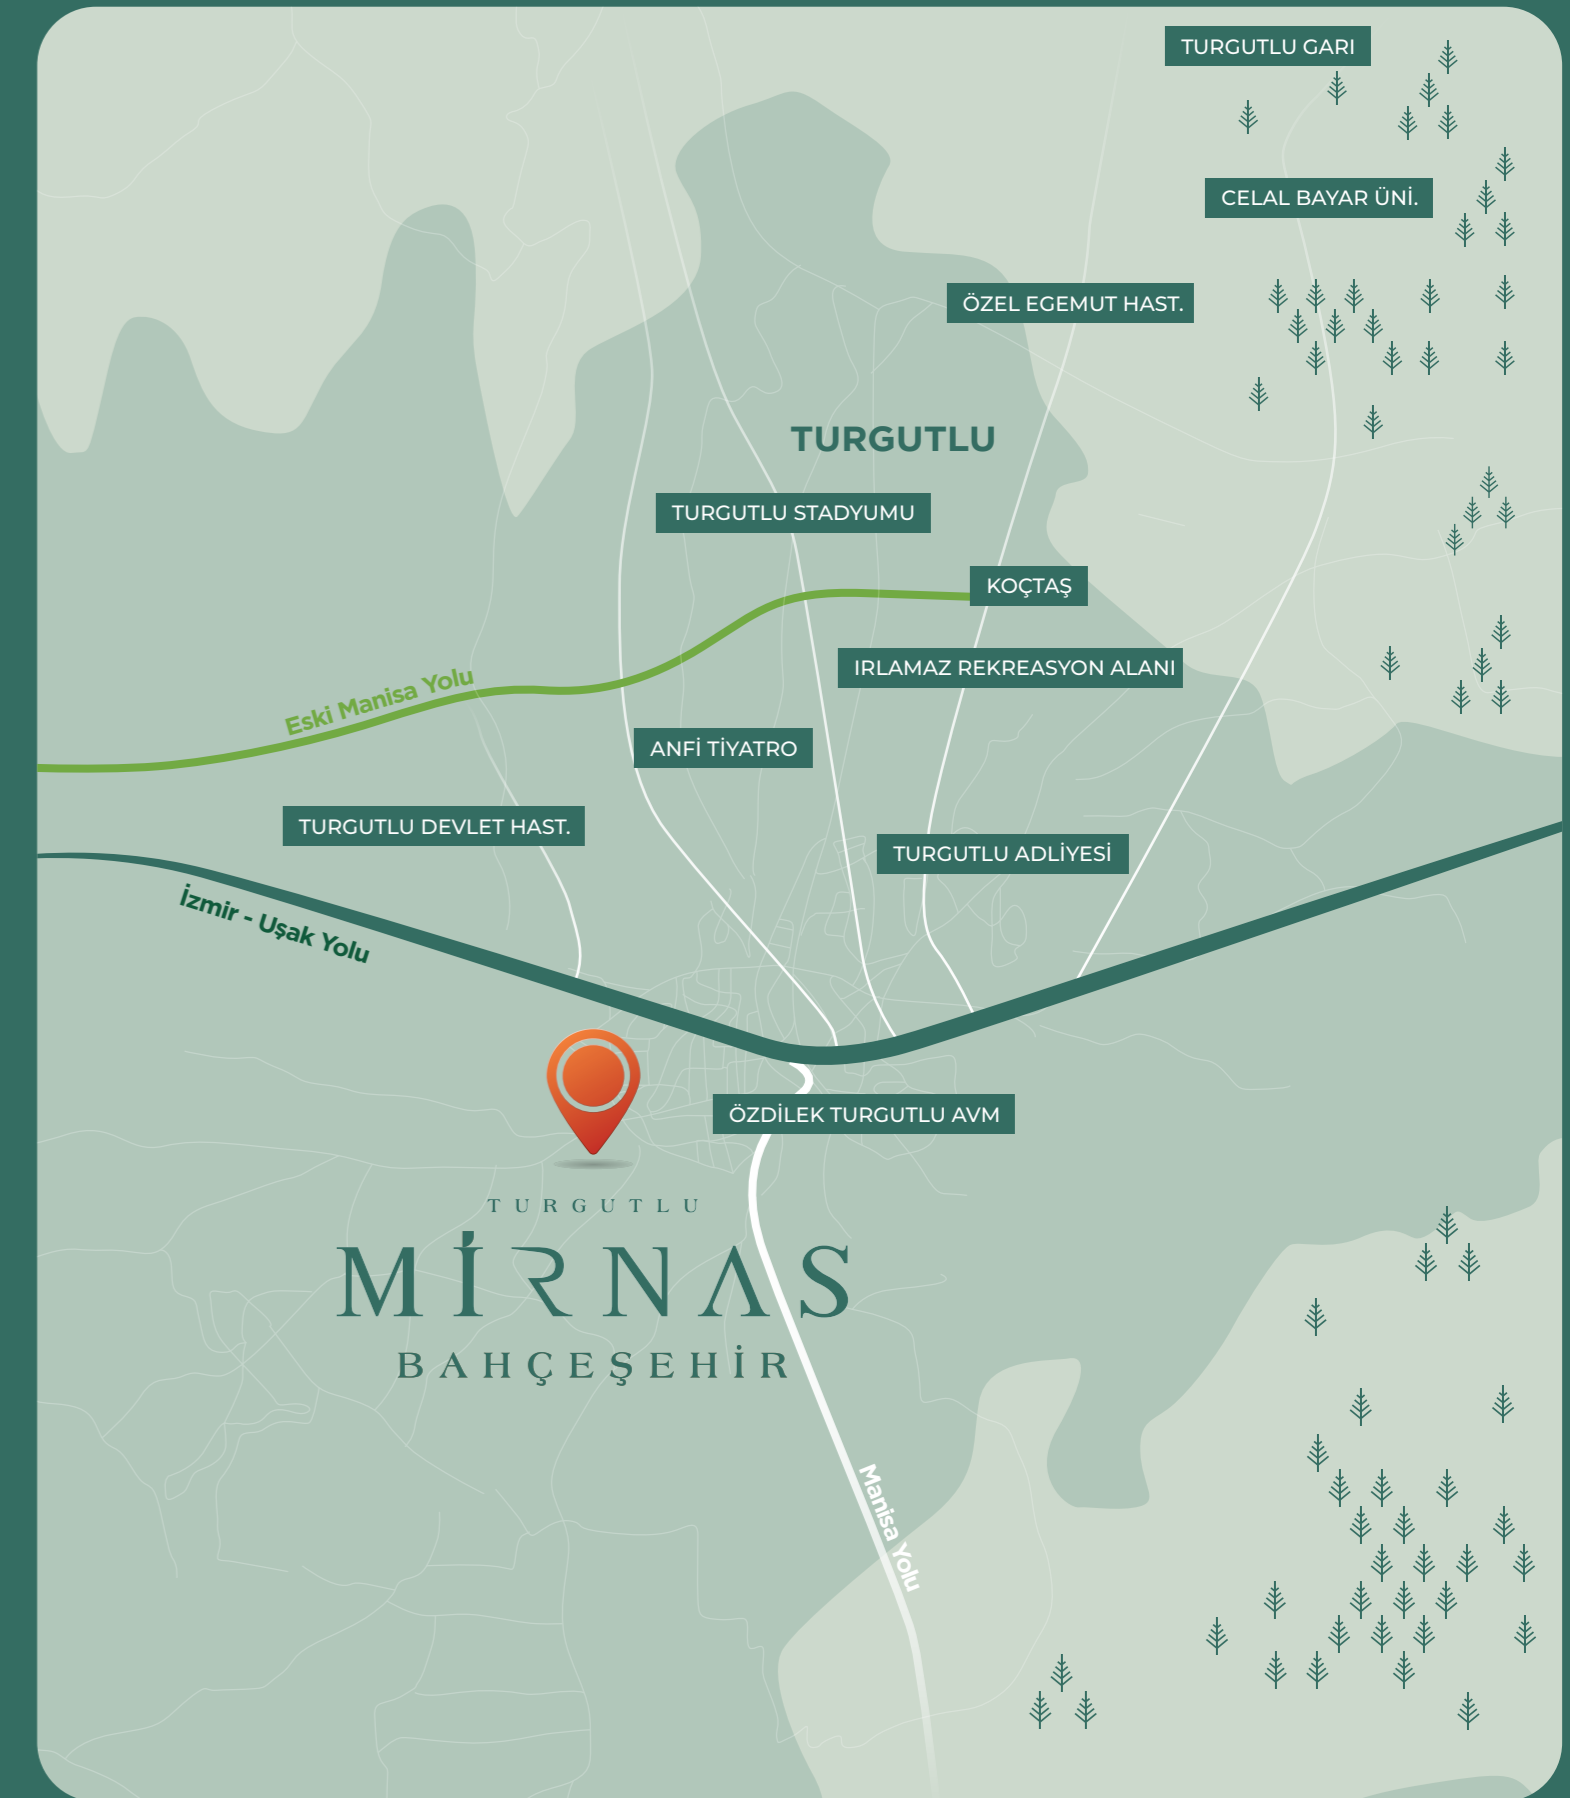 TURGUTLU GARI
CELAL BAYAR ÜNİ.
ÖZEL EGEMUT HAST.
TURGUTLU
TURGUTLU STADYUMU
KOÇTAŞ
IRLAMAZ REKREASYON ALANI
Eski Manisa Yolu
ANFİ TİYATRO
TURGUTLU DEVLET HAST.
TURGUTLU ADLİYESİ
İzmir - Uşak Yolu
ÖZDİLEK TURGUTLU AVM
TURGUTLU
MİRNAS
BAHÇEŞEHİR
Manisa Yolu